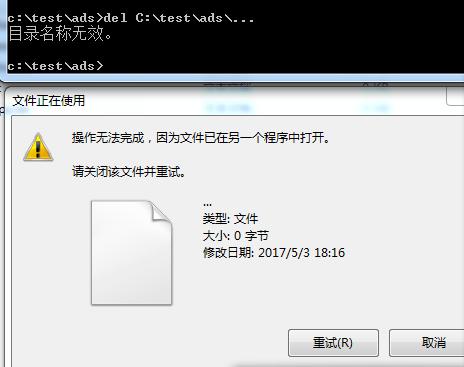 c:\test\ads>del C:\test\ads\...
目录名称无效。
c:\test\ads>
文件正在使用
操作无法完成，因为文件已在另一个程序中打开。
请关闭该文件并重试。
...
类型: 文件
大小: 0 字节
修改日期: 2017/5/3 18:16
重试(R)
取消